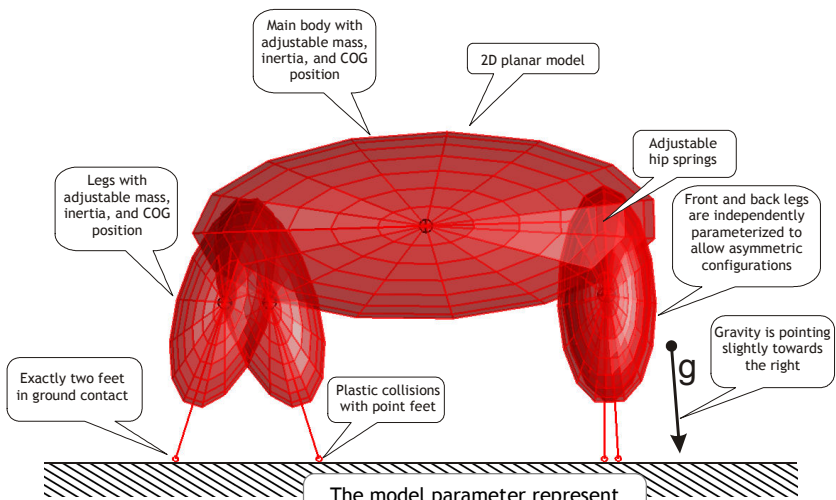 Main body with
adjustable mass,
inertia, and COG
position
2D planar model
Adjustable
hip springs
Legs with
adjustable mass,
inertia, and COG
position
Front and back legs
are independently
parameterized to
allow asymmetric
configurations
Gravity is pointing
slightly towards
the right
g
Exactly two feet
in ground contact
Plastic collisions
with point feet
The model parameter represent